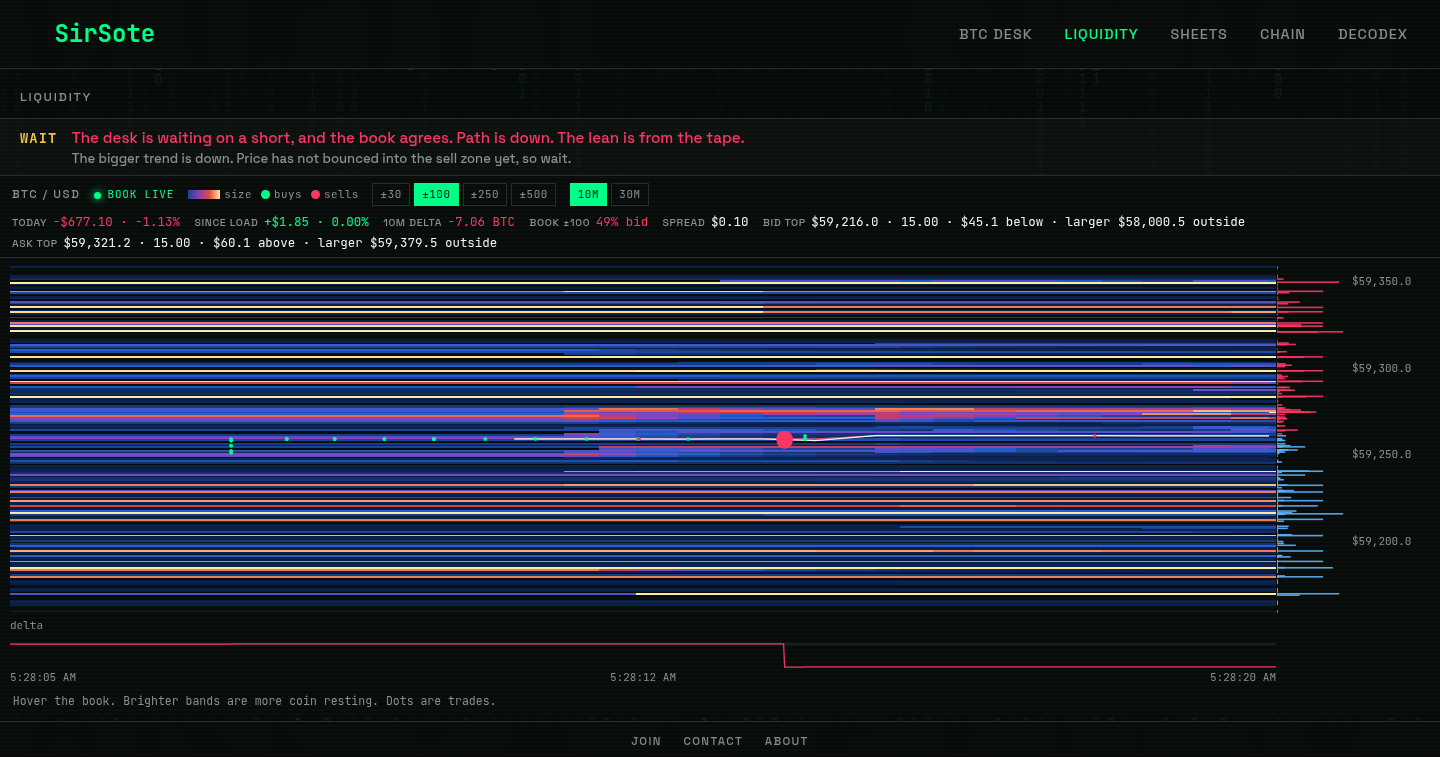 SirSote
BTC DESK LIQUIDITY SHEETS CHAIN DECODEX
LIQUIDITY
WAIT The desk is waiting on a short, and the book agrees. Path is down. The lean is from the tape.
The bigger trend is down. Price has not bounced into the sell zone yet, so wait.
BTC / USD BOOK LIVE size buys sells ±30 ±100 ±250 ±500 10M 30M
TODAY -$677.10 · -1.13% SINCE LOAD +$1.85 · 0.00% 10M DELTA -7.06 BTC BOOK ±100 49% bid SPREAD $0.10 BID TOP $59,216.0 · 15.00 · $45.1 below · larger $58,000.5 outside
ASK TOP $59,321.2 · 15.00 · $60.1 above · larger $59,379.5 outside
$59,350.0
$59,300.0
$59,250.0
$59,200.0
delta
5:28:05 AM 5:28:12 AM 5:28:20 AM
Hover the book. Brighter bands are more coin resting. Dots are trades.
JOIN CONTACT ABOUT